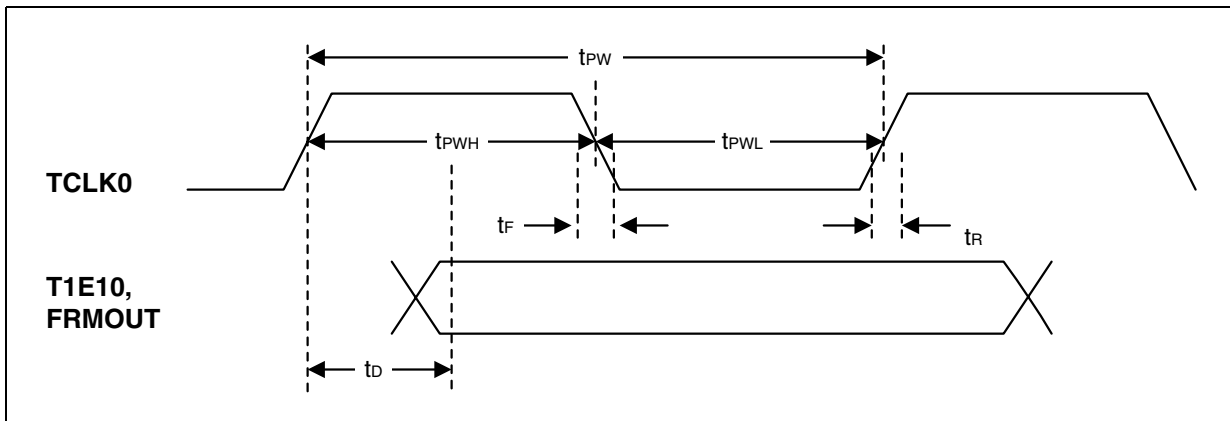 tPW
tPWH
tPWL
TCLK0
tF
tR
T1E10,
FRMOUT
tD